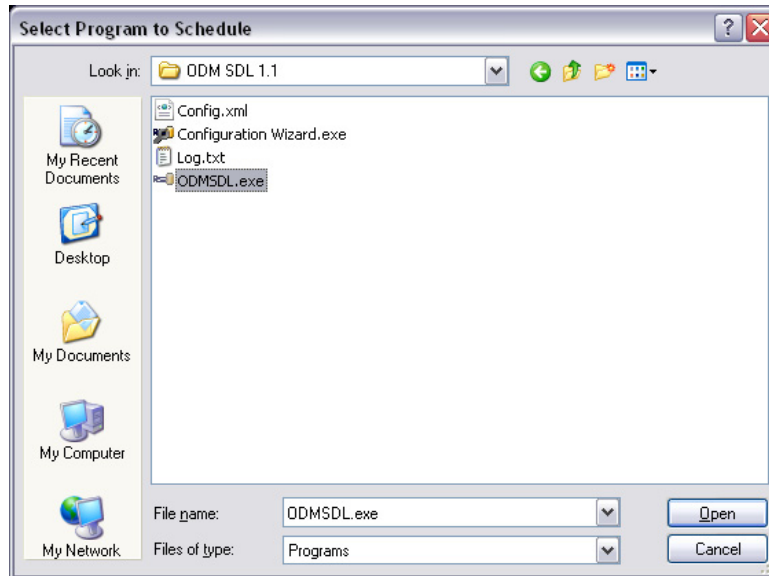 Select Program to Schedule
Look in: ODM SDL 1.1
Config.xml
Configuration Wizard.exe
Log.txt
ODMSDL.exe
My Recent
Documents
Desktop
My Documents
My Computer
My Network
File name: ODMSDL.exe Open
Files of type: Programs Cancel